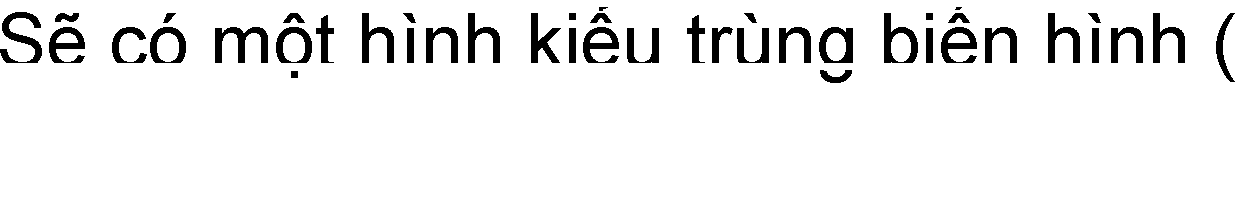 Sẽ có một hình kiểu trùng biến hình (